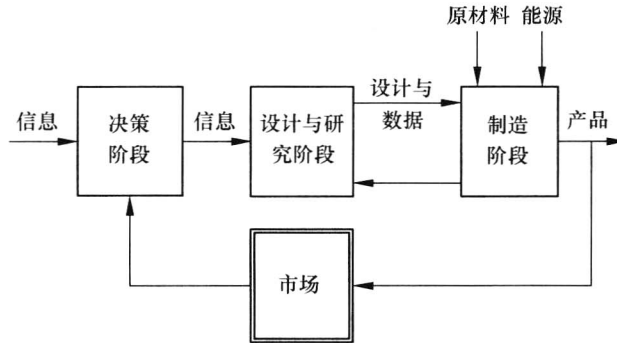 原材料 能源
信息
决策
阶段
信息
设计与研
究阶段
设计与
数据
制造
阶段
产品
市场